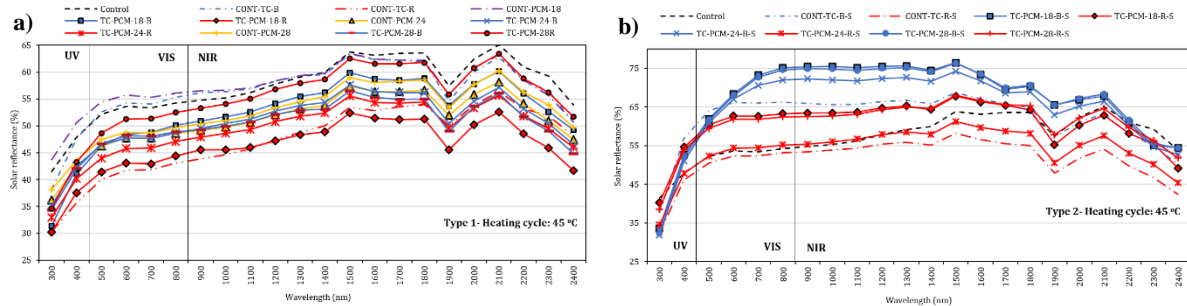 a)
Control
CONT-TC-B
CONT-TC-R
CONT-PCM-18
TC-PCM-18-B
TC-PCM-18-R
CONT-PCM-24
TC-PCM-24-B
TC-PCM-24-R
CONT-PCM-28
TC-PCM-28-B
TC-PCM-28R
UV
VIS
NIR
65
60
55
50
45
40
35
30
25
Solar reflectance (%)
Type 1- Heating cycle: 45 ºC
300
400
500
600
700
800
900
1000
1100
1200
1300
1400
1500
1600
1700
1800
1900
2000
2100
2200
2300
2400
Wavelength (nm)
b)
Control
CONT-TC-B-S
CONT-TC-R-S
TC-PCM-18-B-S
TC-PCM-18-R-S
TC-PCM-24-B-S
TC-PCM-24-R-S
TC-PCM-28-B-S
TC-PCM-28-R-S
85
75
65
55
45
35
25
Solar reflectance (%)
UV
VIS
NIR
Type 2- Heating cycle: 45 ºC
300
400
500
600
700
800
900
1000
1100
1200
1300
1400
1500
1600
1700
1800
1900
2000
2100
2200
2300
2400
Wavelength (nm)